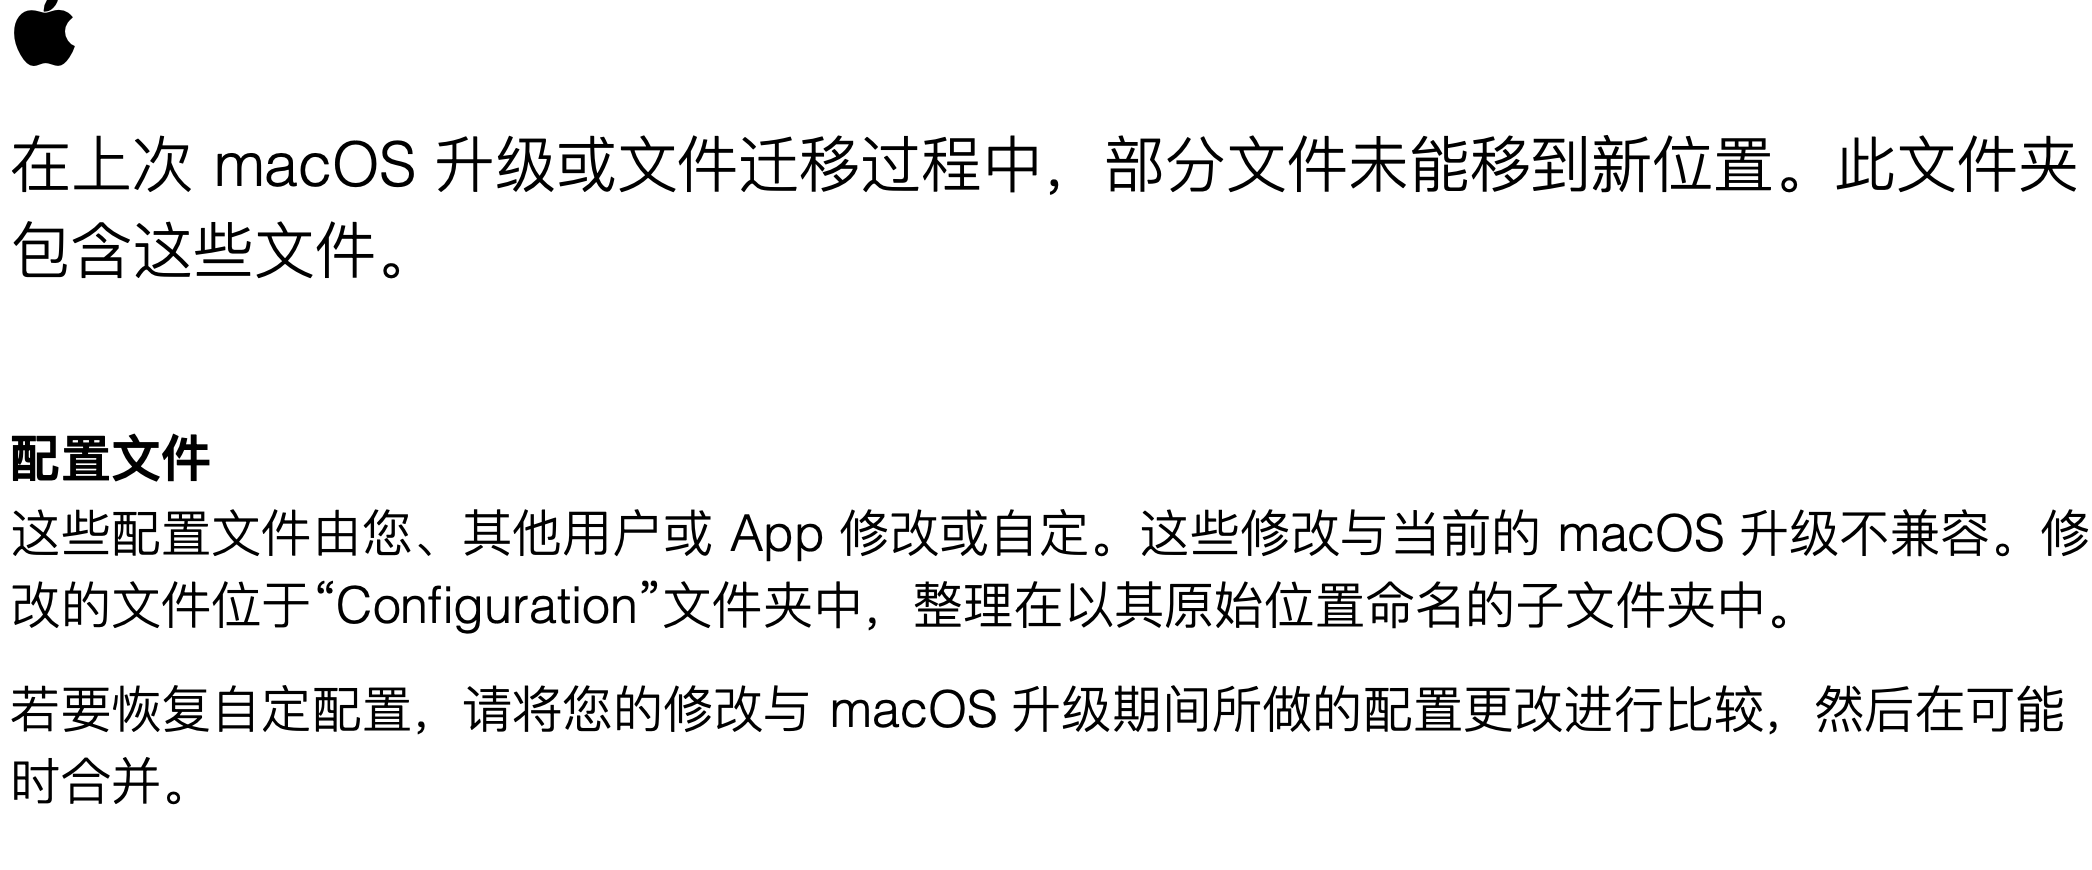 在上次 macOS 升级或文件迁移过程中，部分文件未能移到新位置。此文件夹
包含这些文件。
配置文件
这些配置文件由您、其他用户或 App 修改或自定。这些修改与当前的 macOS 升级不兼容。修
改的文件位于“Configuration”文件夹中，整理在以其原始位置命名的子文件夹中。
若要恢复自定配置，请将您的修改与 macOS 升级期间所做的配置更改进行比较，然后在可能
时合并。